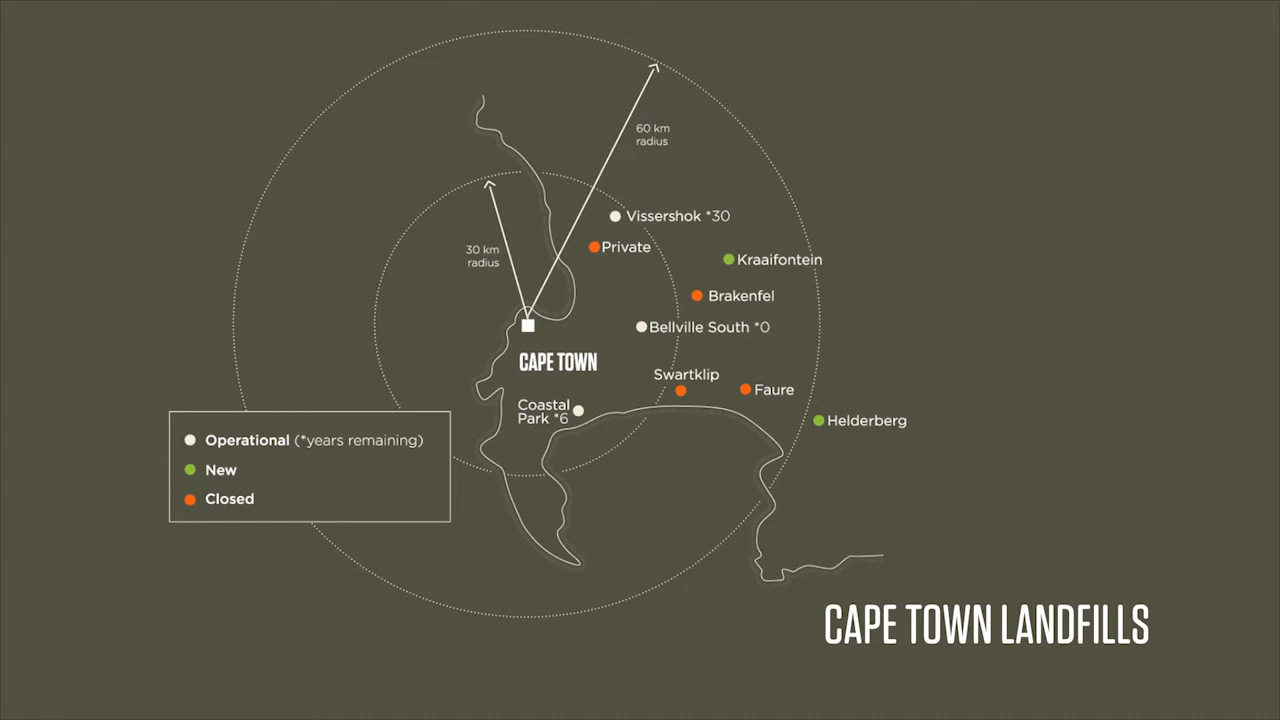 60 km
radius
30 km
radius
Vissershok *30
Private
Kraaifontein
Brakenfel
Bellville South *0
CAPE TOWN
Swartklip
Faure
Coastal
Park *6
Helderberg
Operational (*years remaining)
New
Closed
CAPE TOWN LANDFILLS